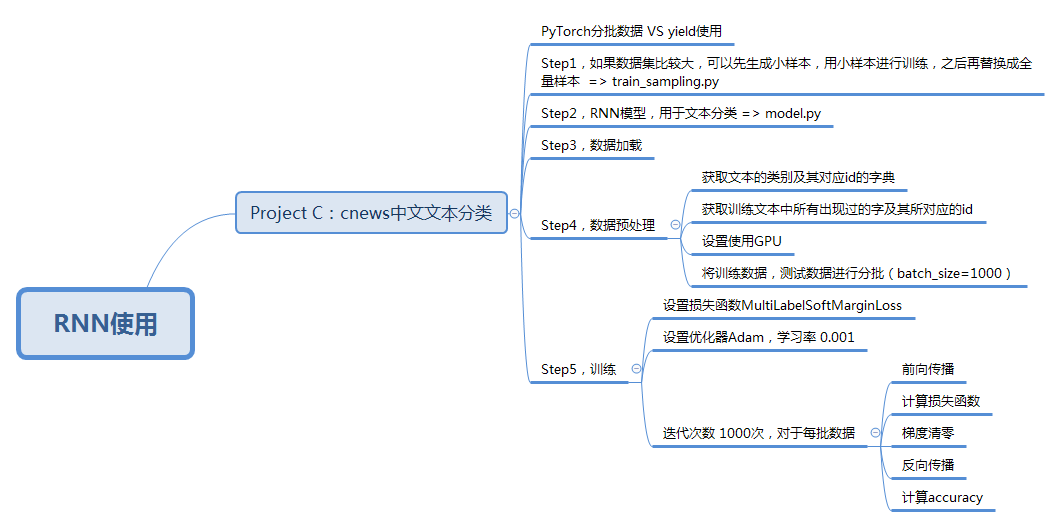 RNN使用
Project C：cnews中文文本分类
PyTorch分批数据 VS yield使用
Step1，如果数据集比较大，可以先生成小样本，用小样本进行训练，之后再替换成全
量样本 => train_sampling.py
Step2，RNN模型，用于文本分类 => model.py
Step3，数据加载
Step4，数据预处理
获取文本的类别及其对应id的字典
获取训练文本中所有出现过的字及其所对应的id
设置使用GPU
将训练数据，测试数据进行分批（batch_size=1000）
Step5，训练
设置损失函数MultiLabelSoftMarginLoss
设置优化器Adam，学习率 0.001
迭代次数 1000次，对于每批数据
前向传播
计算损失函数
梯度清零
反向传播
计算accuracy